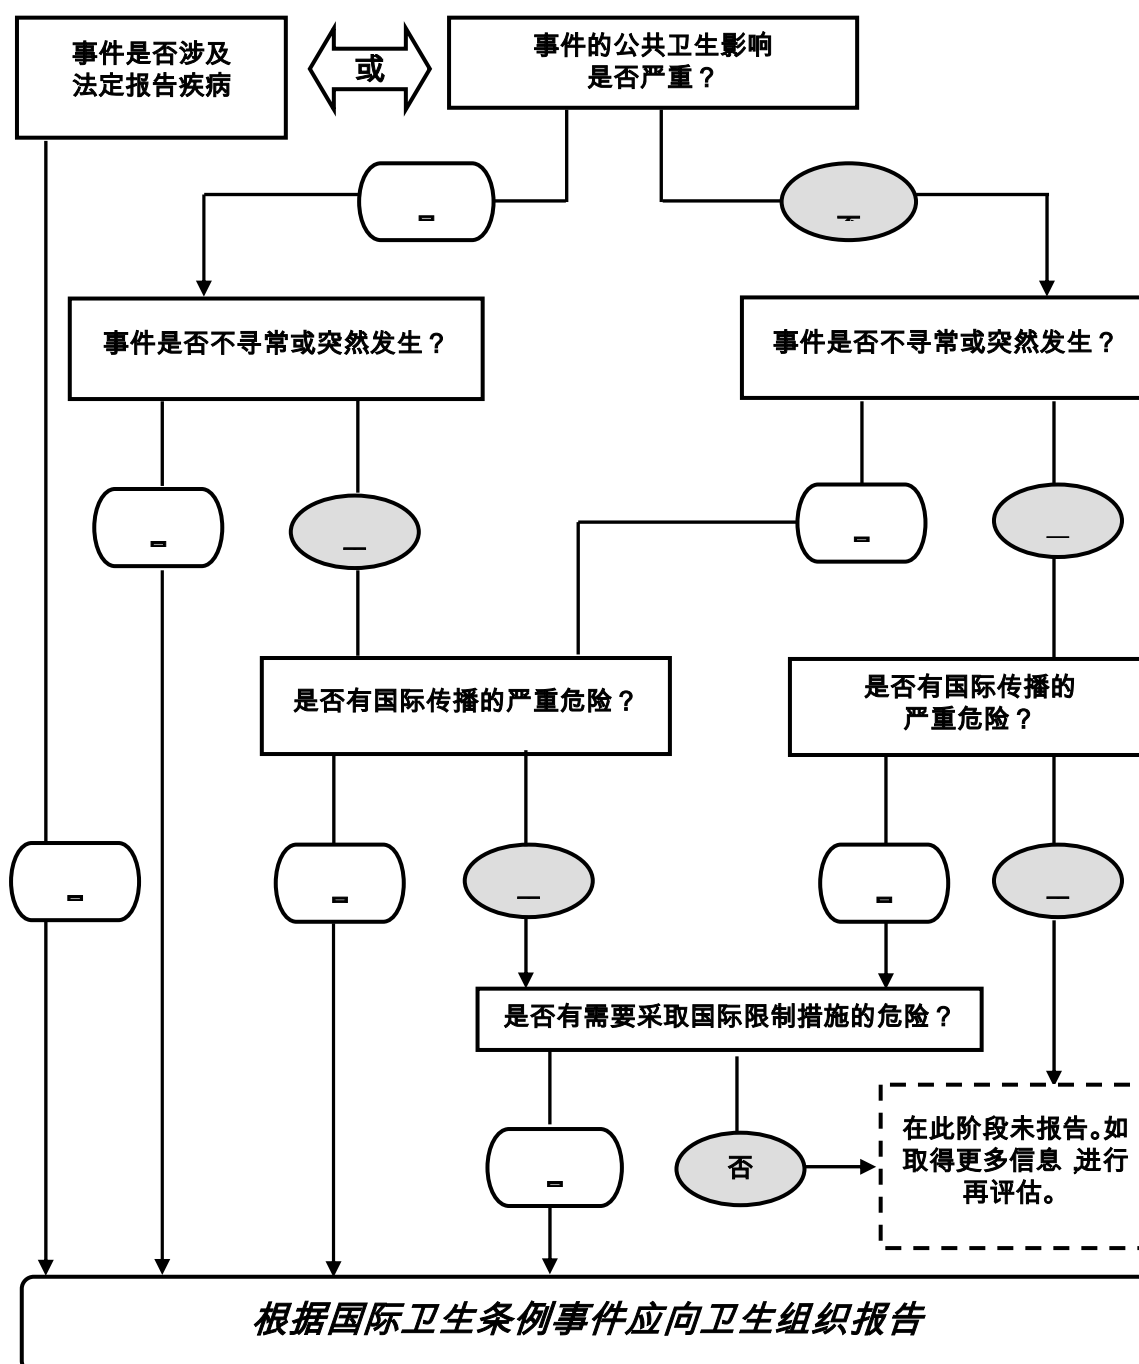 事件是否涉及
法定报告疾病
或
事件的公共卫生影响
是否严重？
事件是否不寻常或突然发生？
事件是否不寻常或突然发生？
是否有国际传播的严重危险？
是否有国际传播的
严重危险？
是否有需要采取国际限制措施的危险？
否
在此阶段未报告。如
取得更多信息,进行
再评估。
根据国际卫生条例事件应向卫生组织报告